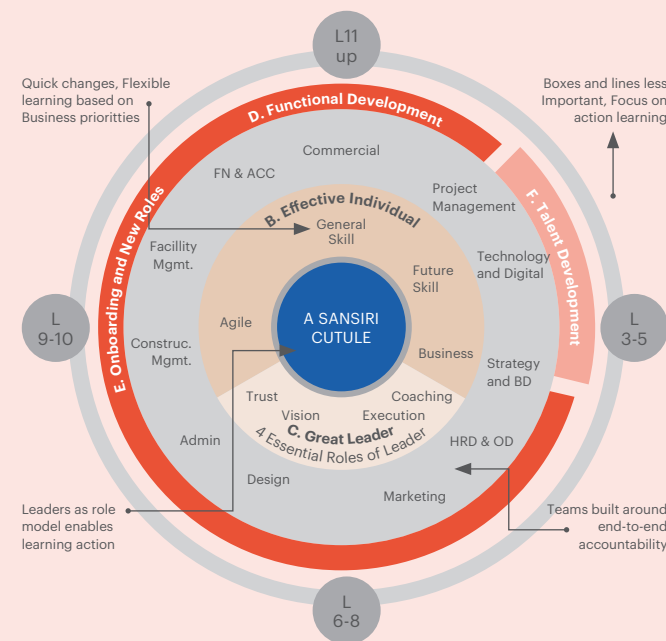 L11
up
Quick changes, Flexible
learning based on
Business prioritties
Boxes and lines less
Important, Focus on
action learning
D. Functional Development
Commercial
FN & ACC
Project
Management
B. Effective Individual
General
Skill
E. Onboarding and New Roles
F. Talent Development
Facillity
Mgmt.
Technology
and Digital
Future
Skill
Agile
A SANSIRI
CUTULE
L
9-10
L
3-5
Construc.
Mgmt.
Business
Strategy
and BD
Trust
Coaching
Vision
Execution
C. Great Leader
4 Essential Roles of Leader
Admin
HRD & OD
Design
Marketing
Leaders as role
model enables
learning action
Teams built around
end-to-end
accountability
L
6-8